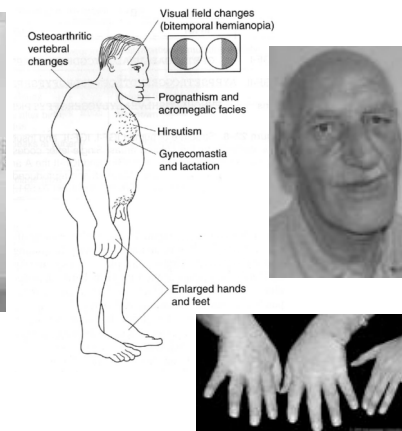 Visual field changes
(bitemporal hemianopia)
Osteoarthritic
vertebral
changes
Prognathism and
acromegalic facies
Hirsutism
Gynecomastia
and lactation
Enlarged hands
and feet